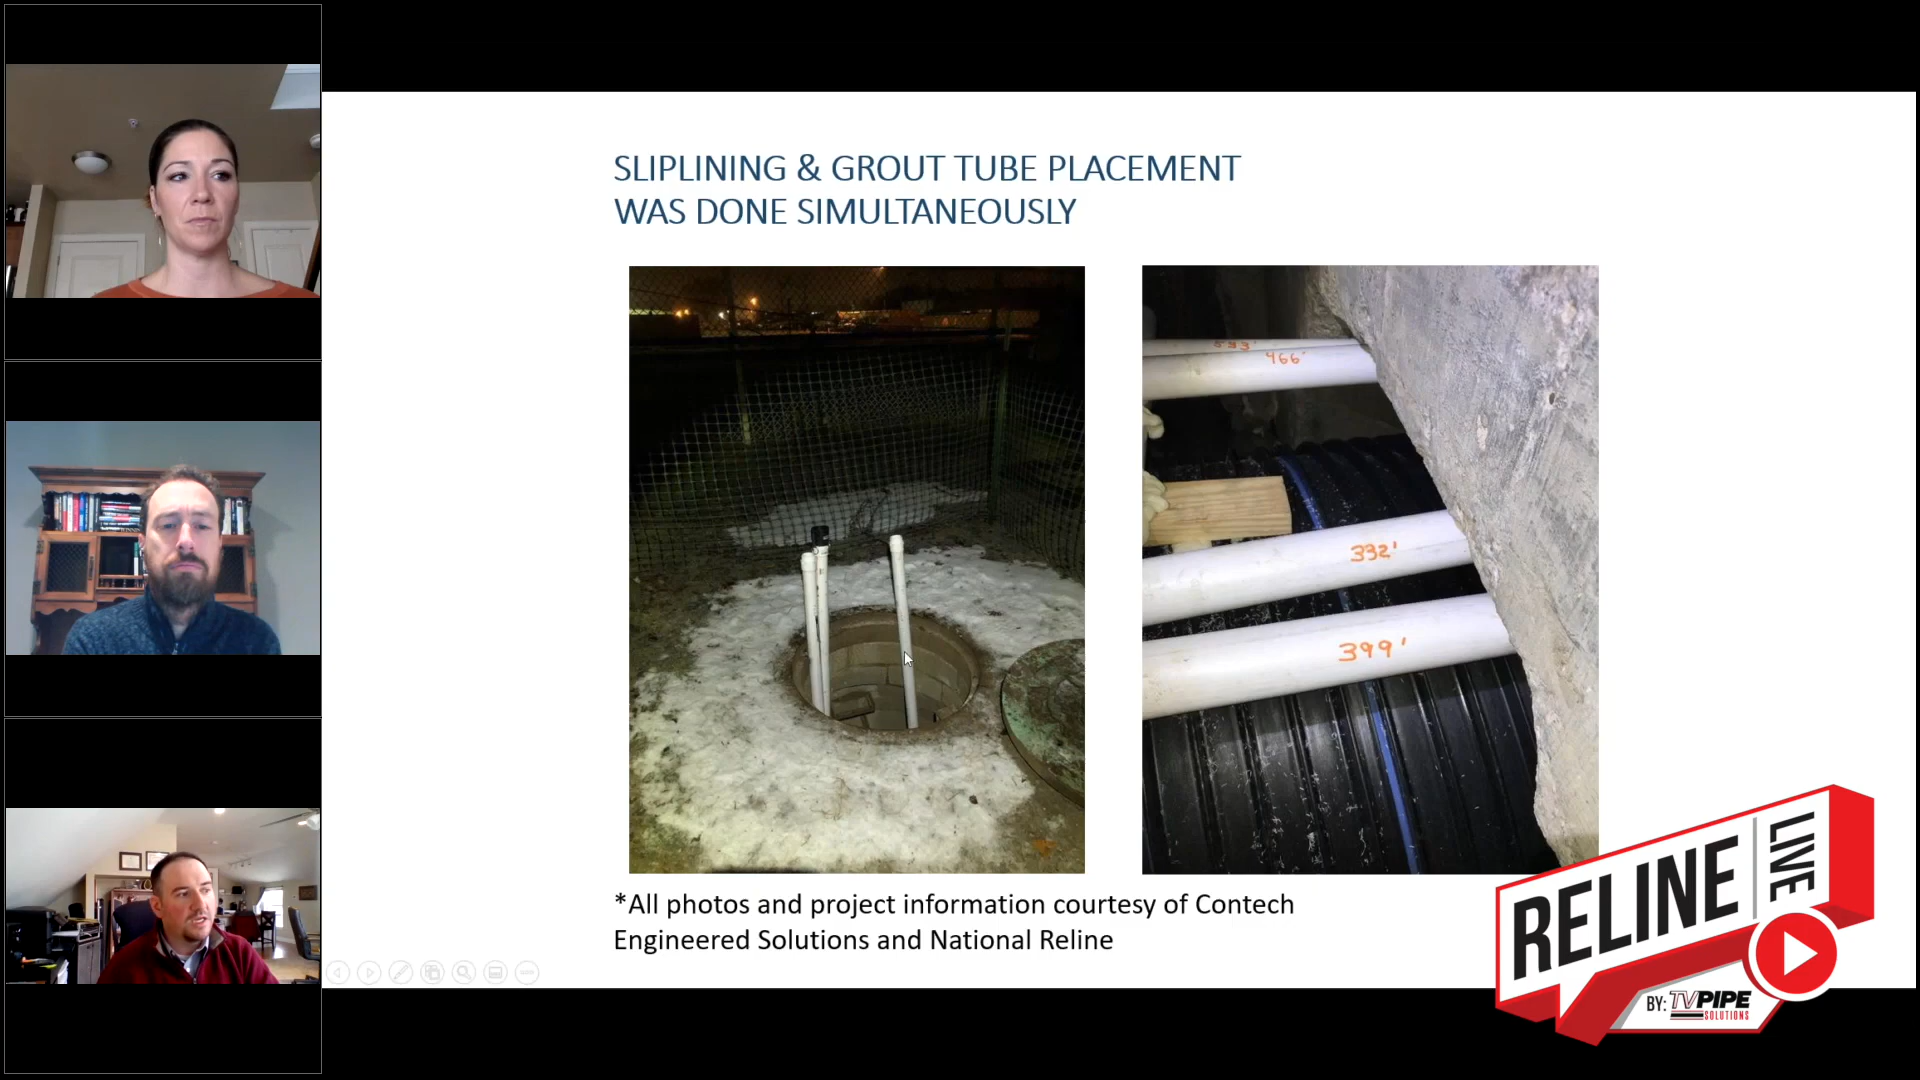 SLIPLINING & GROUT TUBE PLACEMENT
WAS DONE SIMULTANEOUSLY
466'
332'
399'
*All photos and project information courtesy of Contech
Engineered Solutions and National Reline
RELINE LIVE
BY: TVPIPE
SOLUTIONS